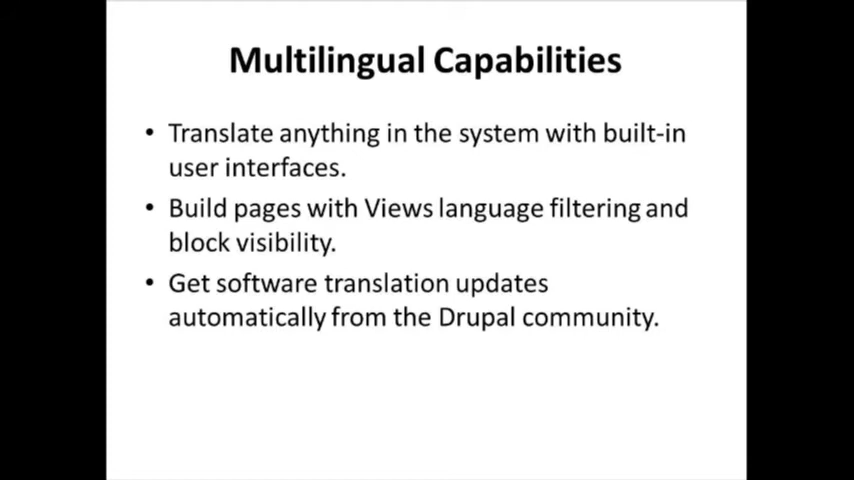 Multilingual Capabilities
• Translate anything in the system with built-in
user interfaces.
• Build pages with Views language filtering and
block visibility.
• Get software translation updates
automatically from the Drupal community.